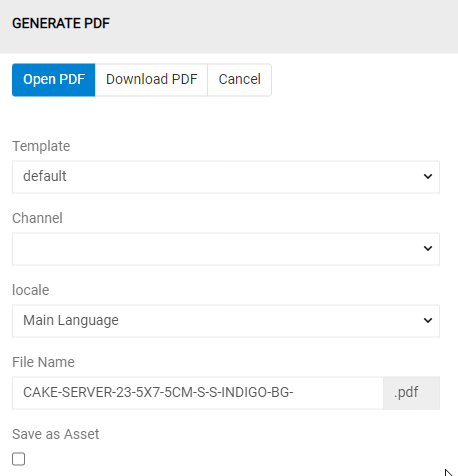 GENERATE PDF
Open PDF Download PDF Cancel
Template
default
Channel
locale
Main Language
File Name
CAKE-SERVER-23-5X7-5CM-S-S-INDIGO-BG- .pdf
Save as Asset